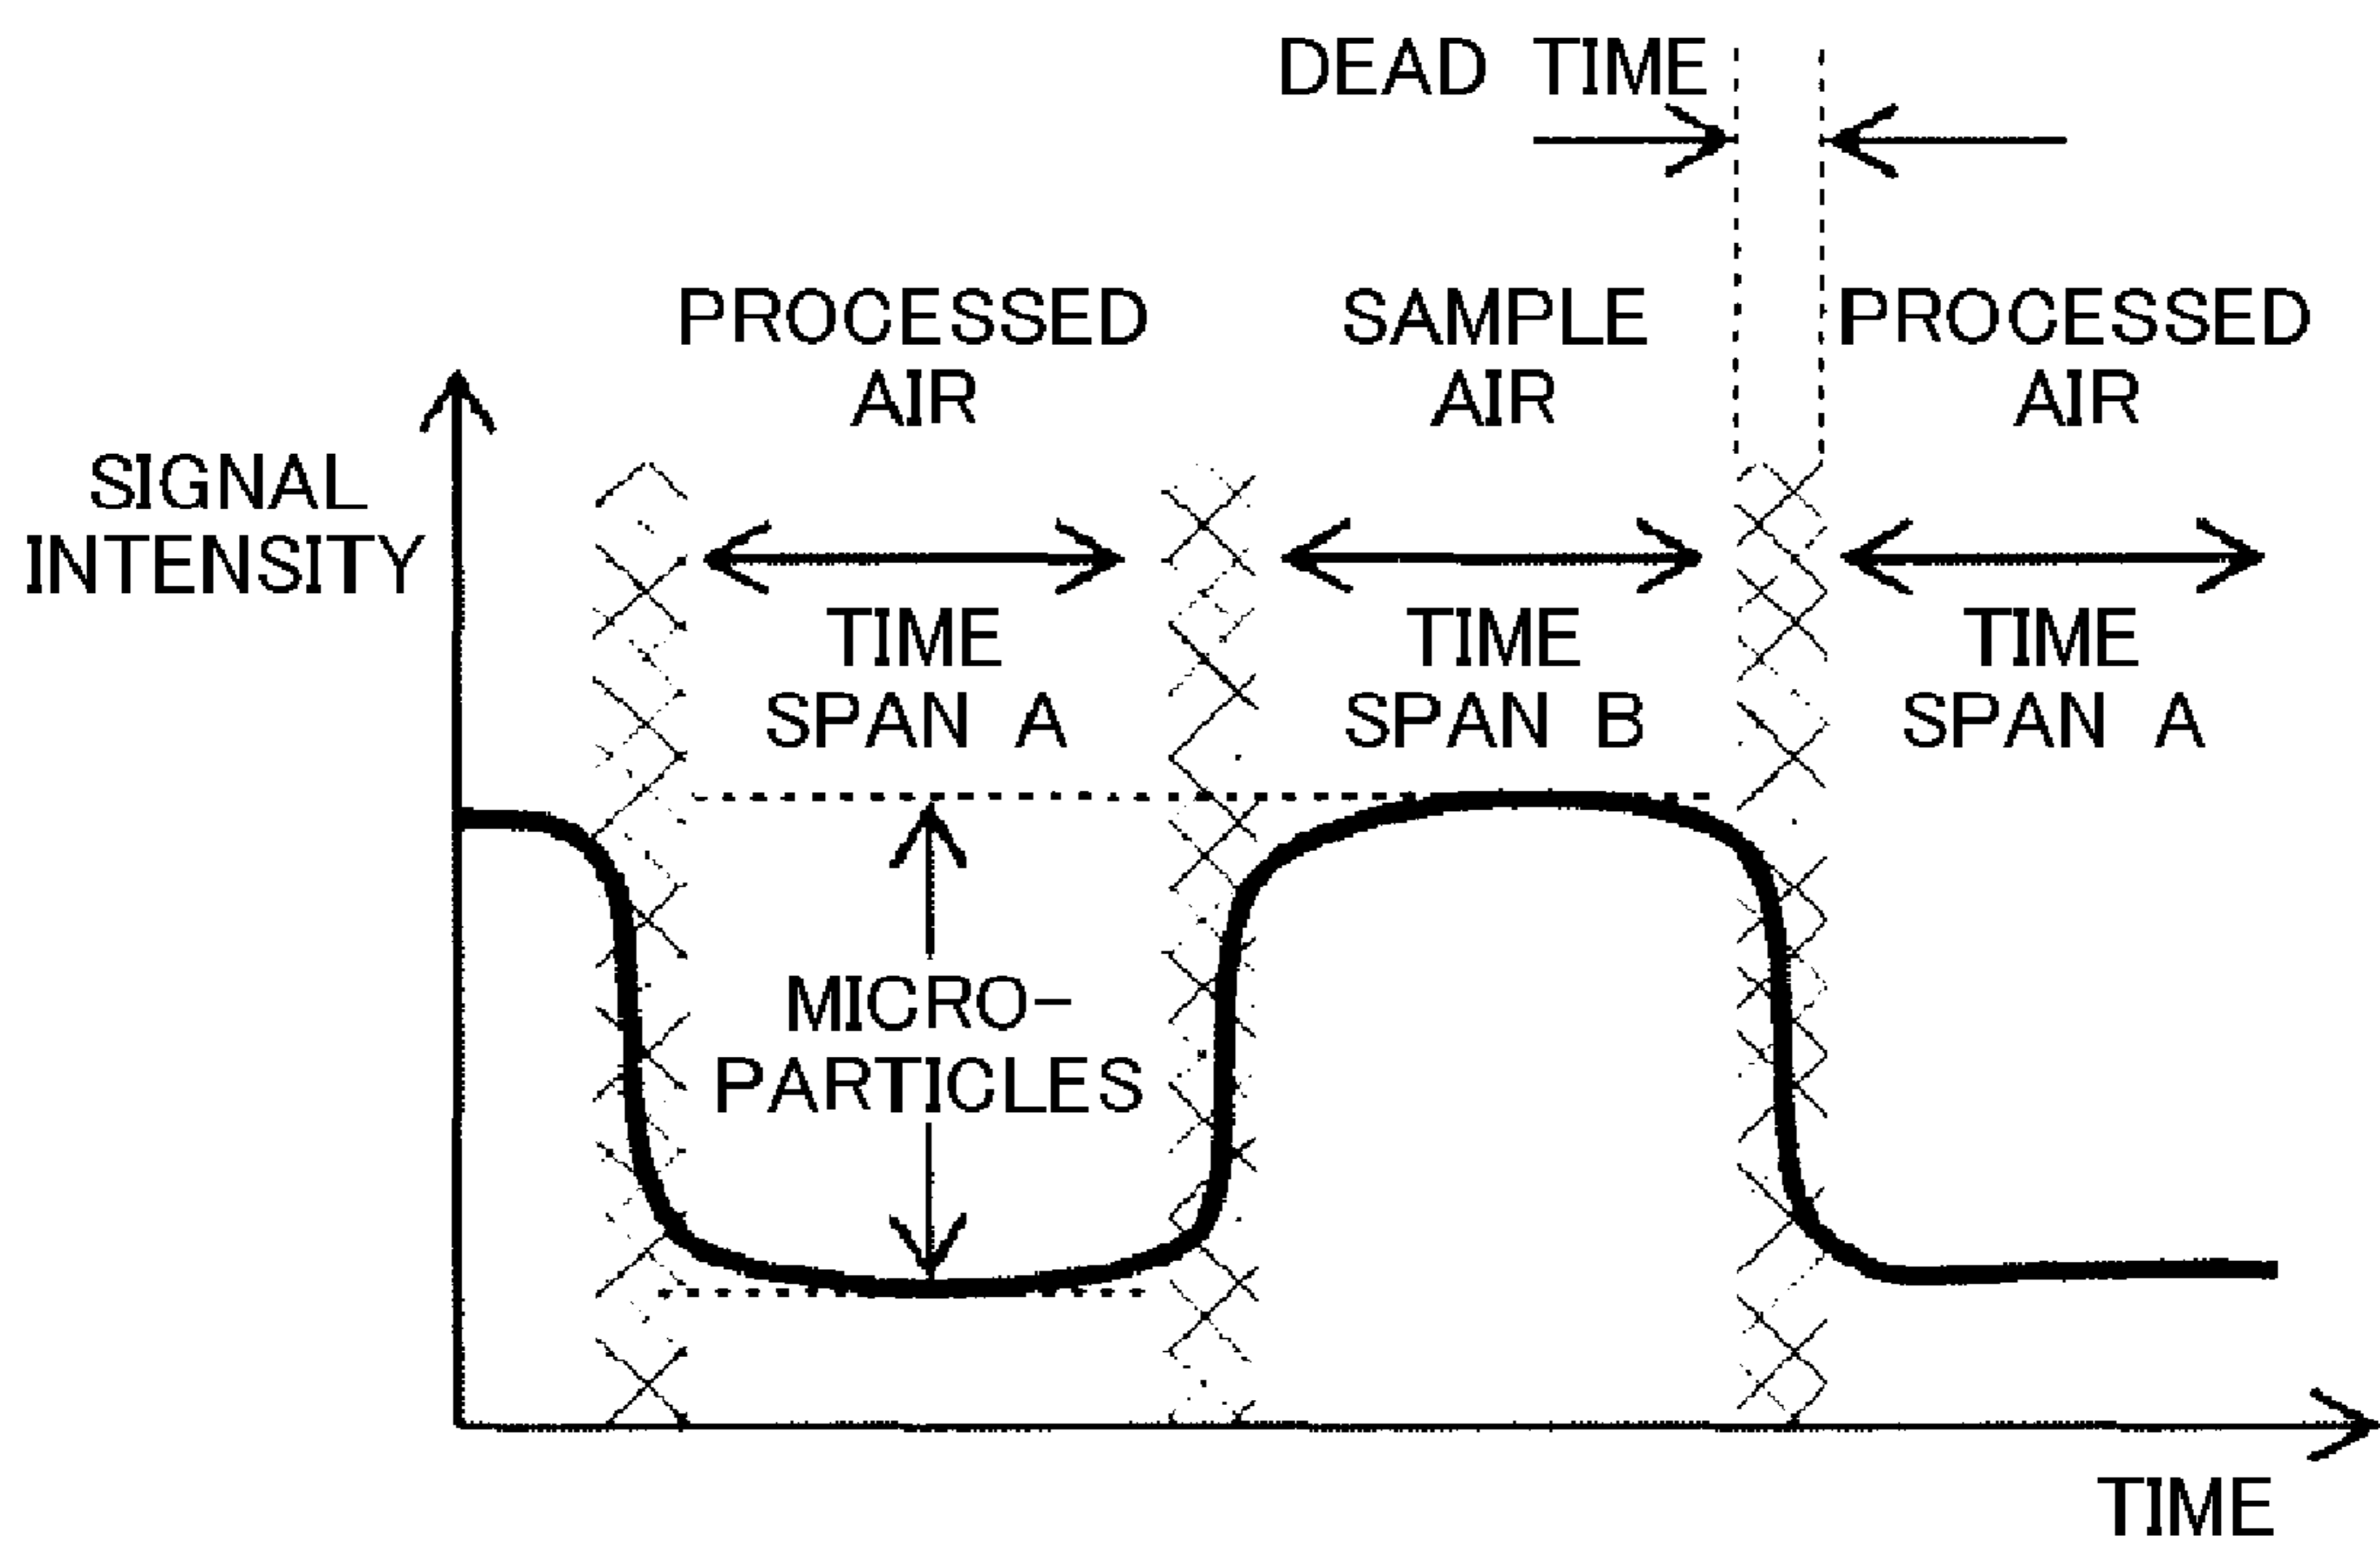 DEAD TIME
PROCESSED
AIR
SAMPLE
AIR
PROCESSED
AIR
SIGNAL
INTENSITY
TIME
SPAN A
TIME
SPAN B
TIME
SPAN A
MICRO-
PARTICLES
TIME